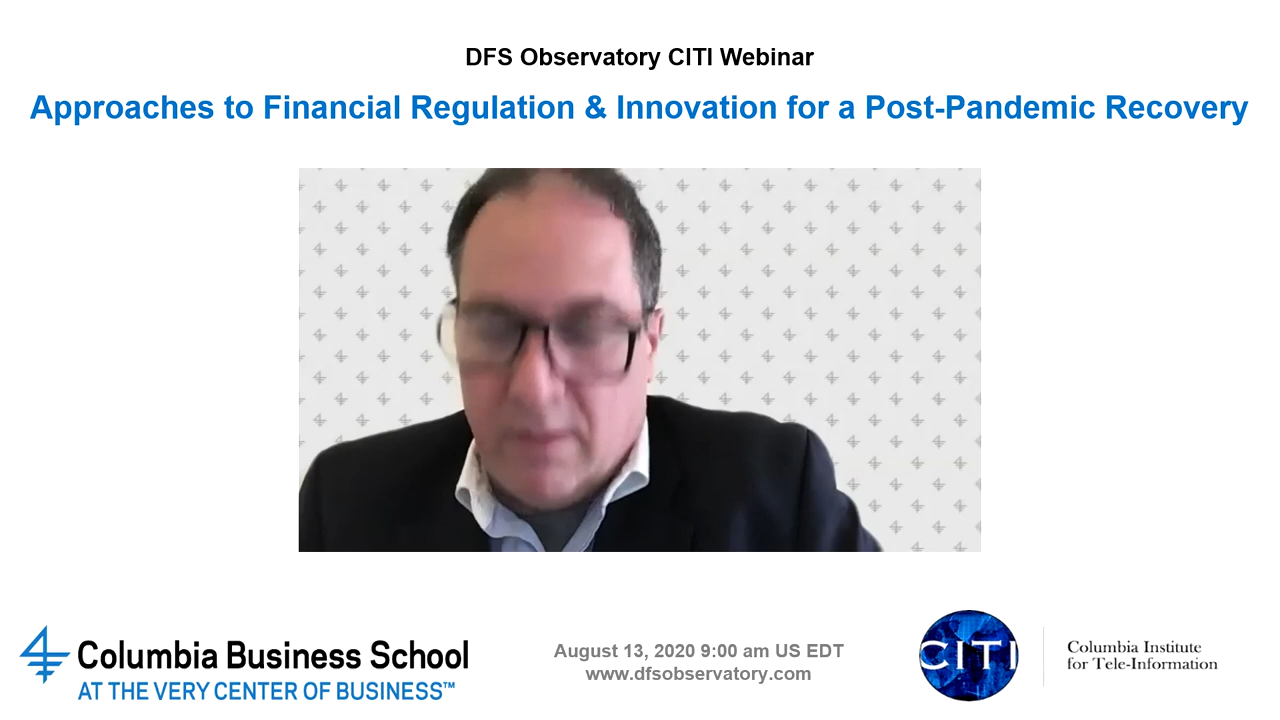 DFS Observatory CITI Webinar
Approaches to Financial Regulation & Innovation for a Post-Pandemic Recovery
Columbia Business School
AT THE VERY CENTER OF BUSINESS™
August 13, 2020 9:00 am US EDT
www.dfsobservatory.com
CITI
Columbia Institute
for Tele-Information